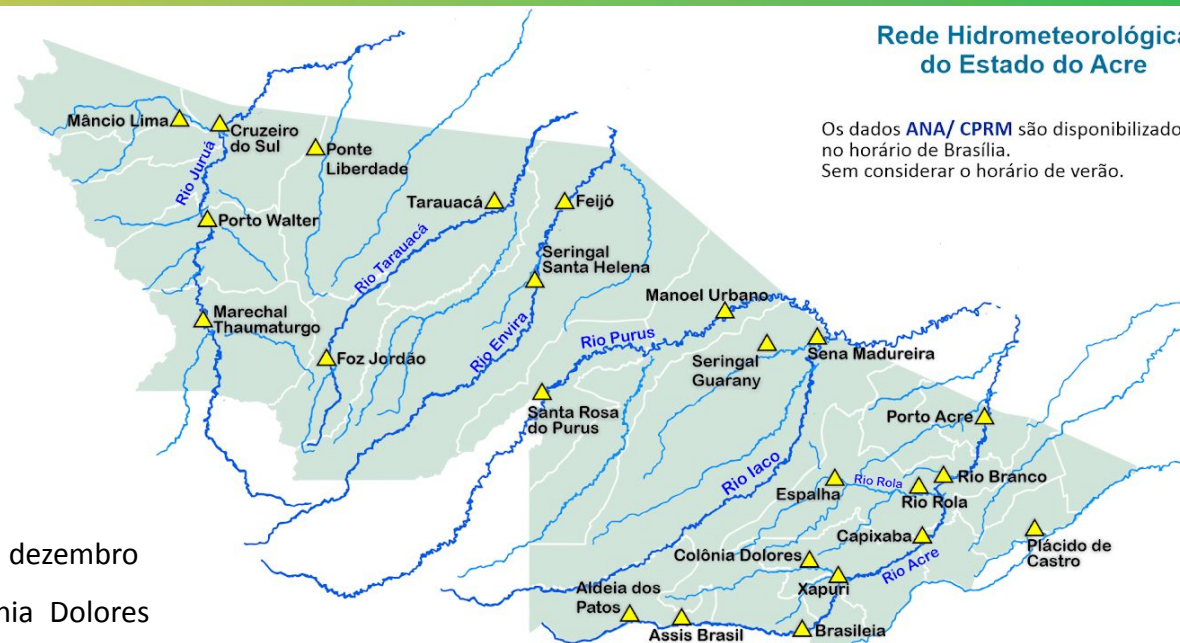 Rede Hidrometeorológica
do Estado do Acre
Os dados ANA/ CPRM são
no horário de Brasília.
Sem considerar o horário de verão.
Mâncio Lima
Cruzeiro
do Sul
Ponte
Liberdade
Rio Juruá
Tarauacá
Feijó
Porto Walter
Rio Tarauacá
Seringal
Santa Helena
Manoel Urbano
Marechal
Thaumaturgo
Rio Envira
Rio Purus
Foz Jordão
Seringal
Guarany
Sena Madureira
Santa Rosa
do Purus
Porto Acre
Rio Iaco
Espalha
Rio Rola
Rio Rola
Rio Branco
Capixaba
Plácido de
Castro
Colônia Dolores
Rio Acre
Xapuri
Aldeia dos
Patos
Assis Brasil
Brasileia
dezembro
Dolores